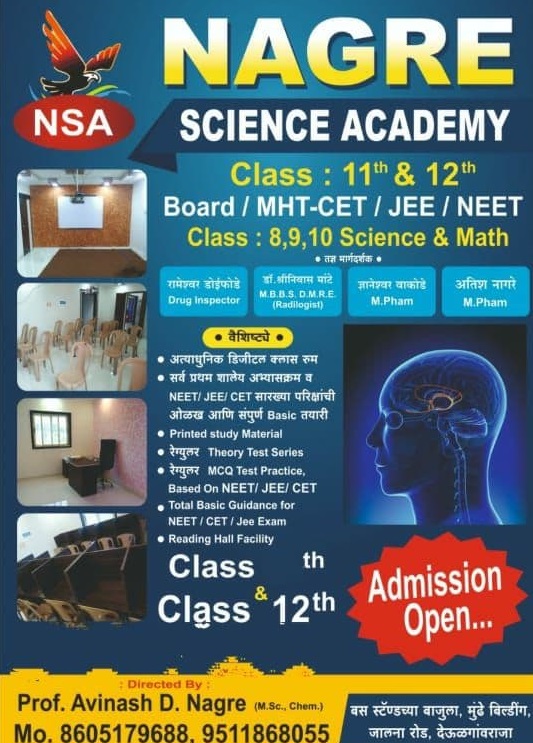 NSA
NAGRE
SCIENCE ACADEMY
Class : 11th & 12th
Board / MHT-CET / JEE / NEET
Class : 8,9,10 Science & Math
• तज्ञ मार्गदर्शक •
रामेश्वर डोईफोडे
Drug Inspector
डॉ.श्रीनिवास घांटे
M.B.B.S. D.M.R.E.
(Radilogist)
ज्ञानेश्वर वाकोडे
M.Pham
अतिश नागरे
M.Pham
• वैशिष्ट्ये •
• अत्याधुनिक डिजीटल क्लास रुम
• सर्व प्रथम शालेय अभ्यासक्रम व
NEET/ JEE/ CET सारख्या परिक्षांची
ओळख आणि संपुर्ण Basic तयारी
• Printed study Material
• रेग्युलर Theory Test Series
• रेग्युलर MCQ Test Practice,
Based On NEET/ JEE/ CET
• Total Basic Guidance for
NEET / CET / Jee Exam
• Reading Hall Facility
Class th
&
Class 12th
Admission
Open...
: Directed By :
Prof. Avinash D. Nagre (M.Sc., Chem.)
Mo. 8605179688, 9511868055
बस स्टॅण्डच्या बाजुला, मुंढे बिल्डींग,
जालना रोड, देऊळगांवराजा